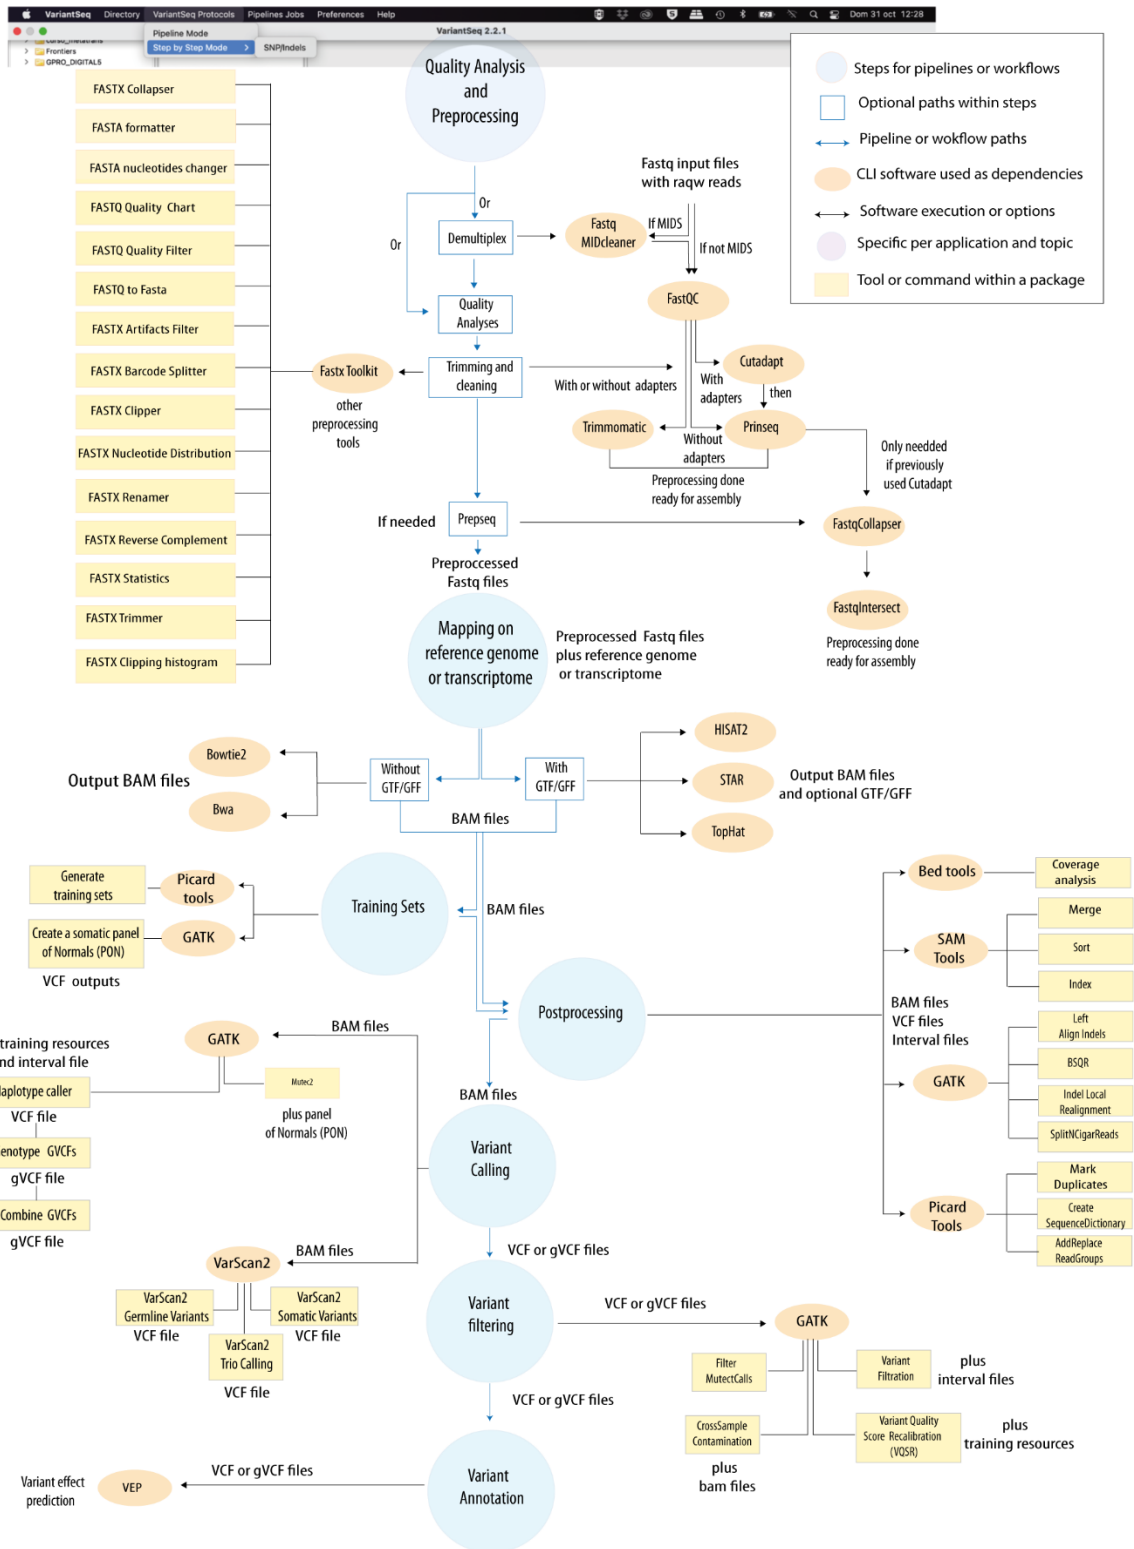 VariantSeq Directory VariantSeq Protocols Pipelines Jobs Preferences Help Dom 31 oct 12:28
Pipeline Mode
Step by Step Mode
SNP/Indels
VariantSeq 2.2.1
Frontiers
GPRO_DIGITALS
Steps for pipelines or workflows
Optional paths within steps
Pipeline or wokflow paths
CLI software used as dependencies
Software execution or options
Specific per application and topic
Tool or command within a package
Quality Analysis
and
Preprocessing
FASTX Collapser
FASTA formatter
FASTA nucleotides changer
FASTQ Quality Chart
FASTQ Quality Filter
FASTQ to Fasta
FASTX Artifacts Filter
FASTX Barcode Splitter
FASTX Clipper
FASTX Nucleotide Distribution
FASTX Renamer
FASTX Reverse Complement
FASTX Statistics
FASTX Trimmer
FASTX Clipping histogram
Or
Or
Demultiplex
Quality
Analyses
Trimming and
cleaning
Fastx Toolkit
other
preprocessing
tools
Fastq input files
with raqw reads
Fastq
MIDcleaner
If MIDS
If not MIDS
FastQC
With or without adapters
With
adapters
Cutadapt
then
Trimmomatic
Without
adapters
Prinseq
Preprocessing done
ready for assembly
Only needded
if previously
used Cutadapt
If needed
Prepseq
FastqCollapser
FastqIntersect
Preprocessing done
ready for assembly
Preproccessed
Fastq files
Mapping on
reference genome
or transcriptome
Preprocessed Fastq files
plus reference genome
or transcriptome
Output BAM files
Bowtie2
Bwa
Without
GTF/GFF
With
GTF/GFF
BAM files
HISAT2
STAR
TopHat
Output BAM files
and optional GTF/GFF
Generate
training sets
Picard
tools
Create a somatic panel
of Normals (PON)
GATK
VCF outputs
Training Sets
BAM files
Postprocessing
BAM files
VCF files
Interval files
Bed tools
Coverage
analysis
SAM
Tools
Merge
Sort
Index
GATK
Left
Align Indels
BSQR
Indel Local
Realignment
SplitNCigarReads
Picard
Tools
Mark
Duplicates
Create
SequenceDictionary
AddReplace
ReadGroups
BAM files
Variant
Calling
BAM files
GATK
training resources
nd interval file
aplotype caller
VCF file
enotype GVCFs
gVCF file
Combine GVCFs
gVCF file
Mutec2
plus panel
of Normals (PON)
BAM files
VarScan2
VarScan2
Germline Variants
VCF file
VarScan2
Somatic Variants
VCF file
VarScan2
Trio Calling
VCF file
VCF or gVCF files
Variant
filtering
VCF or gVCF files
GATK
Filter
MutectCalls
Variant
Filtration
plus
interval files
CrossSample
Contamination
plus
bam files
Variant Quality
Score Recalibration
(VQSR)
plus
training resources
VCF or gVCF files
Variant
Annotation
VCF or gVCF files
VEP
Variant effect
prediction